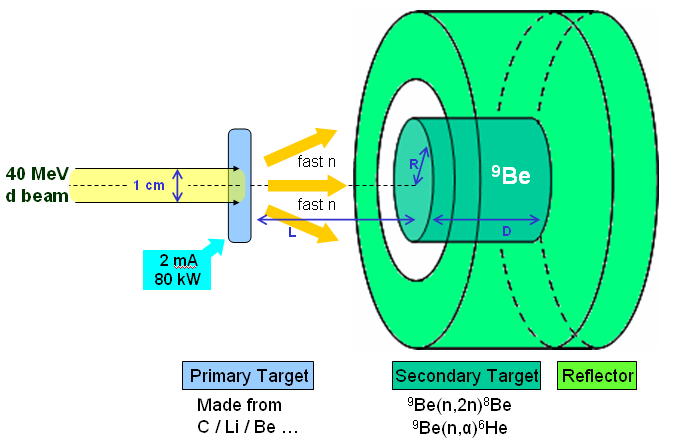 40 MeV
d beam
1 cm
fast n
fast n
L
R
⁹Be
D
2 mA
80 kW
Primary Target
Made from
C / Li / Be ...
Secondary Target
⁹Be(n,2n)⁸Be
⁹Be(n,α)⁶He
Reflector